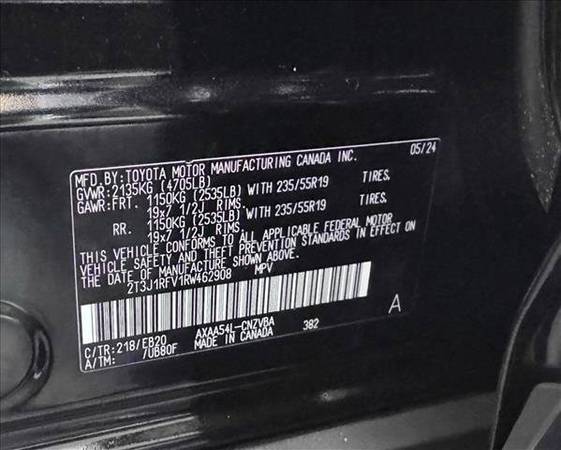 MFD.BY:TOYOTA MOTOR MANUFACTURING CANADA INC. 05/24
GVWR:2135KG (4705LB)
GAWR:FRT. 1150KG (2535LB) WITH 235/55R19 TIRES.
19x7 1/2J RIMS
RR. 1150KG (2535LB) WITH 235/55R19 TIRES.
19x7 1/2J RIMS
THIS VEHICLE CONFORMS TO ALL APPLICABLE FEDERAL MOTOR
VEHICLE SAFETY AND THEFT PREVENTION STANDARDS IN EFFECT ON
THE DATE OF MANUFACTURE SHOWN ABOVE.
2T3J1RFV1RW462908 MPV
A
C/TR:218/EB20 AXAA54L-CNZVBA 382
A/TM: /UB80F MADE IN CANADA